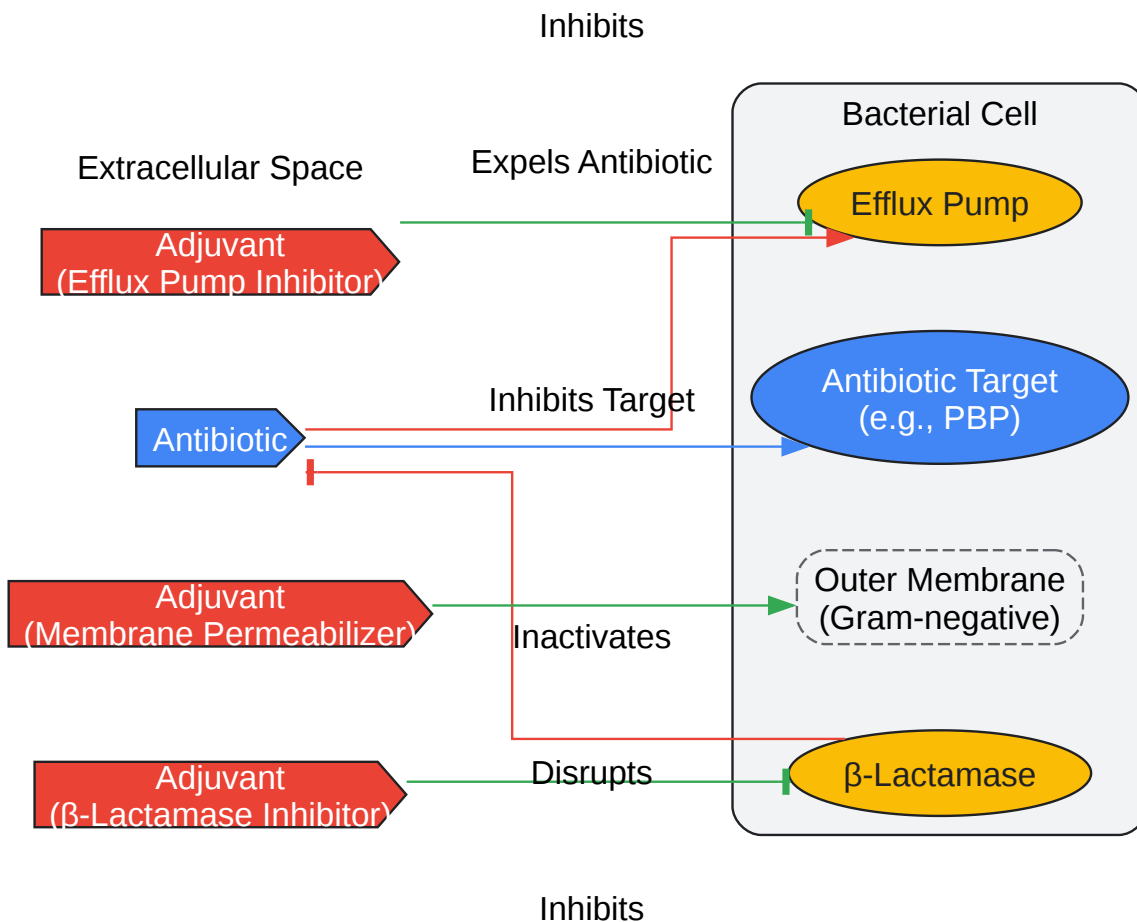 Inhibits
Bacterial Cell
Expels Antibiotic
Extracellular Space
Efflux Pump
Adjuvant
(Efflux Pump Inhibitor)
Antibiotic Target
(e.g., PBP)
Inhibits Target
Antibiotic
Outer Membrane
(Gram-negative)
Adjuvant
(Membrane Permeabilizer)
Inactivates
Adjuvant
(β-Lactamase Inhibitor)
Disrupts
β-Lactamase
Inhibits